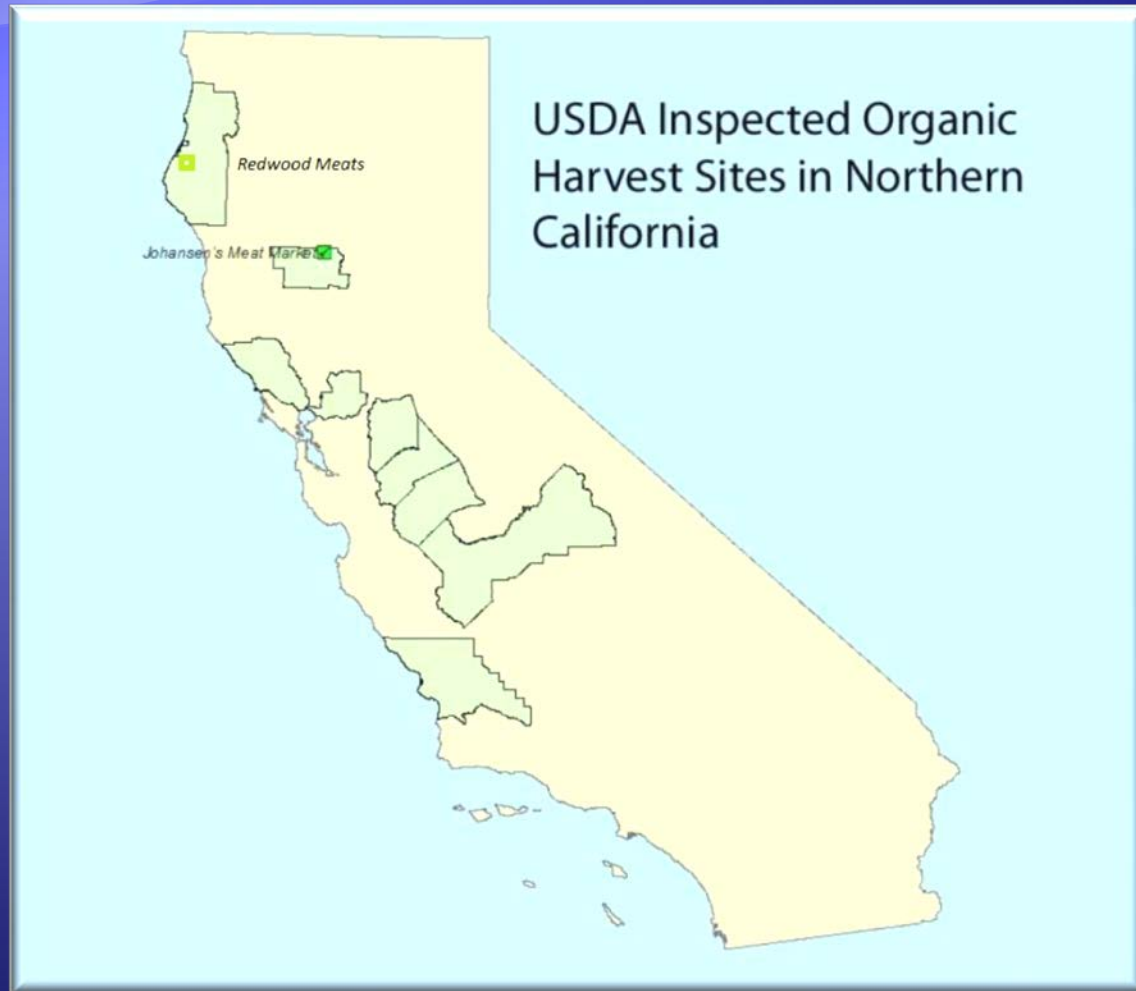 USDA Inspected Organic
Harvest Sites in Northern
California
Redwood Meats
Johansen's Meat Market